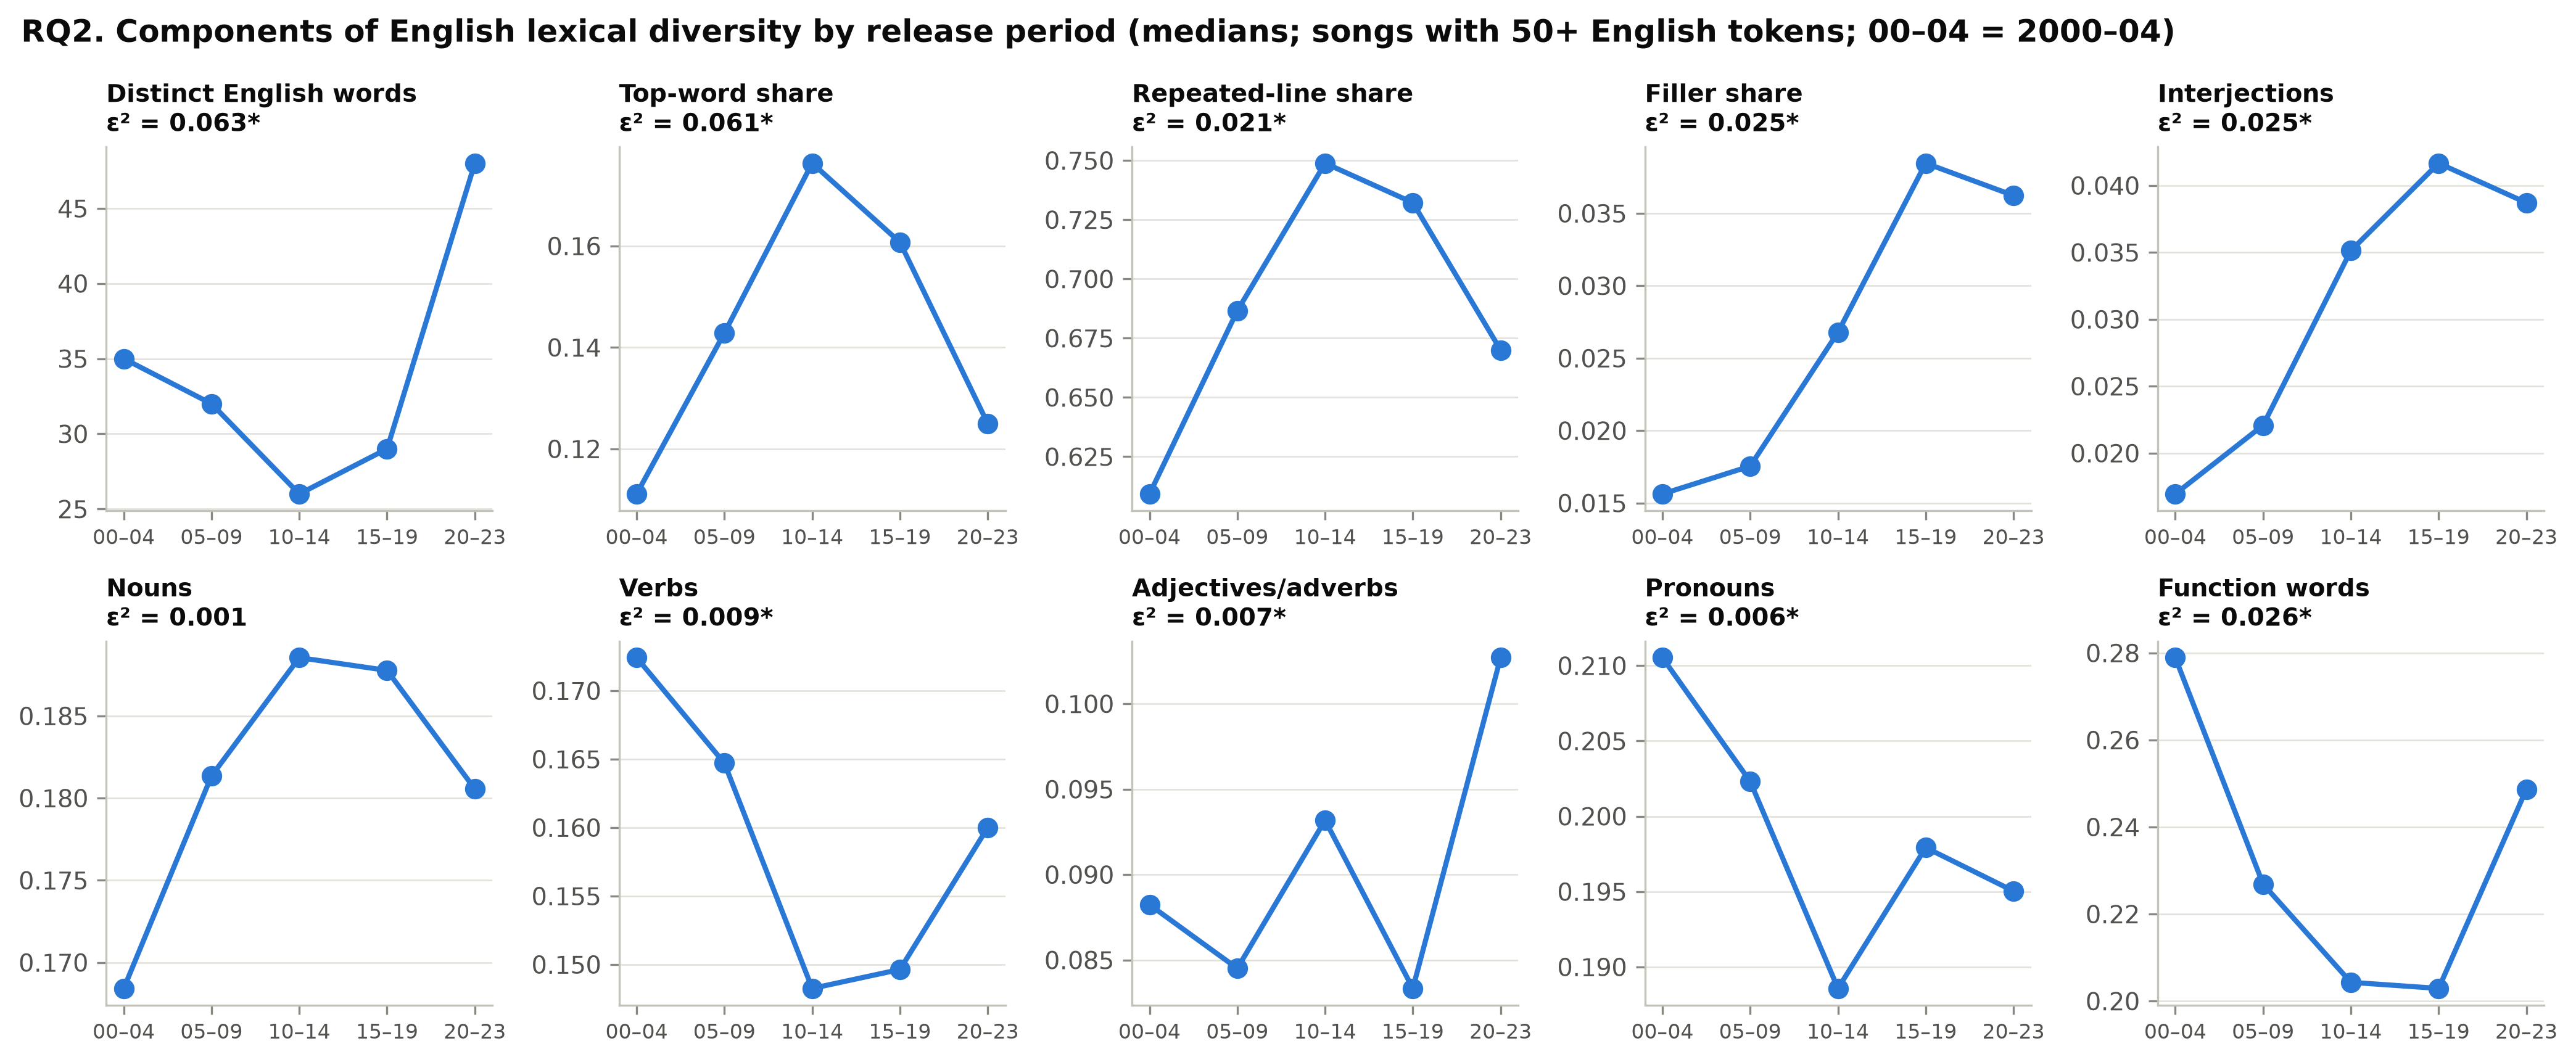 RQ2. Components of English lexical diversity by release period (medians; songs with 50+ English tokens; 00–04 = 2000–04)
Distinct English words
ε² = 0.063*
45
40
35
30
25
00–04 05–09 10–14 15–19 20–23
Top-word share
ε² = 0.061*
0.16
0.14
0.12
00–04 05–09 10–14 15–19 20–23
Repeated-line share
ε² = 0.021*
0.750
0.725
0.700
0.675
0.650
0.625
00–04 05–09 10–14 15–19 20–23
Filler share
ε² = 0.025*
0.035
0.030
0.025
0.020
0.015
00–04 05–09 10–14 15–19 20–23
Interjections
ε² = 0.025*
0.040
0.035
0.030
0.025
0.020
00–04 05–09 10–14 15–19 20–23
Nouns
ε² = 0.001
0.185
0.180
0.175
0.170
00–04 05–09 10–14 15–19 20–23
Verbs
ε² = 0.009*
0.170
0.165
0.160
0.155
0.150
00–04 05–09 10–14 15–19 20–23
Adjectives/adverbs
ε² = 0.007*
0.100
0.095
0.090
0.085
00–04 05–09 10–14 15–19 20–23
Pronouns
ε² = 0.006*
0.210
0.205
0.200
0.195
0.190
00–04 05–09 10–14 15–19 20–23
Function words
ε² = 0.026*
0.28
0.26
0.24
0.22
0.20
00–04 05–09 10–14 15–19 20–23